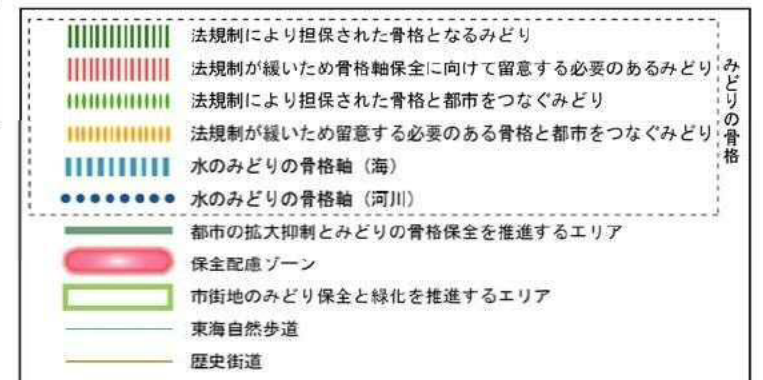 法規制により担保された骨格となるみどり
法規制が緩いため骨格軸保全に向けて留意する必要のあるみどり
法規制により担保された骨格と都市をつなぐみどり
法規制が緩いため留意する必要のある骨格と都市をつなぐみどり
水のみどりの骨格軸（海）
水のみどりの骨格軸（河川）
みどりの骨格
都市の拡大抑制とみどりの骨格保全を推進するエリア
保全配慮ゾーン
市街地のみどり保全と緑化を推進するエリア
東海自然歩道
歴史街道